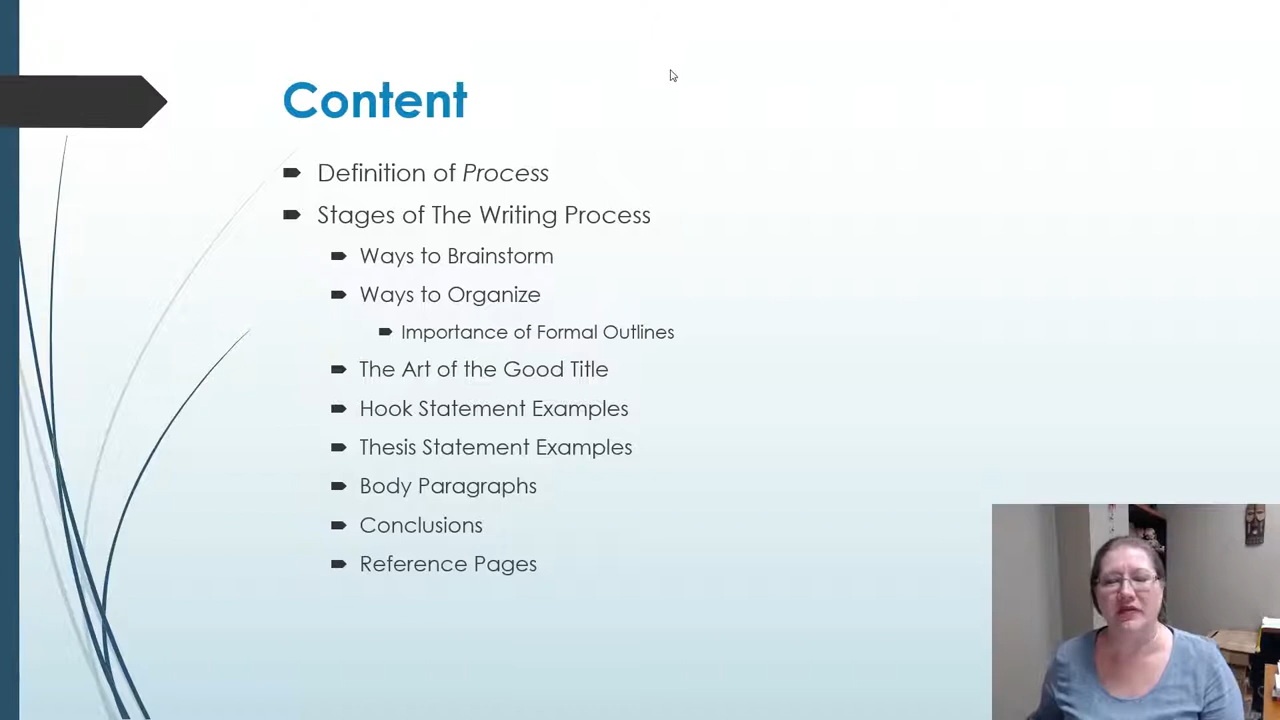 Content
Definition of Process
Stages of The Writing Process
Ways to Brainstorm
Ways to Organize
Importance of Formal Outlines
The Art of the Good Title
Hook Statement Examples
Thesis Statement Examples
Body Paragraphs
Conclusions
Reference Pages